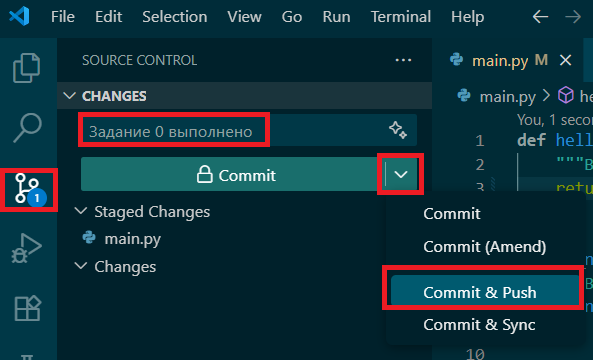 File Edit Selection View Go Run Terminal Help
SOURCE CONTROL
main.py M
CHANGES
main.py
Задание 0 выполнено
You, 1 secon
1 def hell
Commit
2 """B
3 retu
Staged Changes
main.py
Changes
Commit
Commit (Amend)
Commit & Push
Commit & Sync
10
1